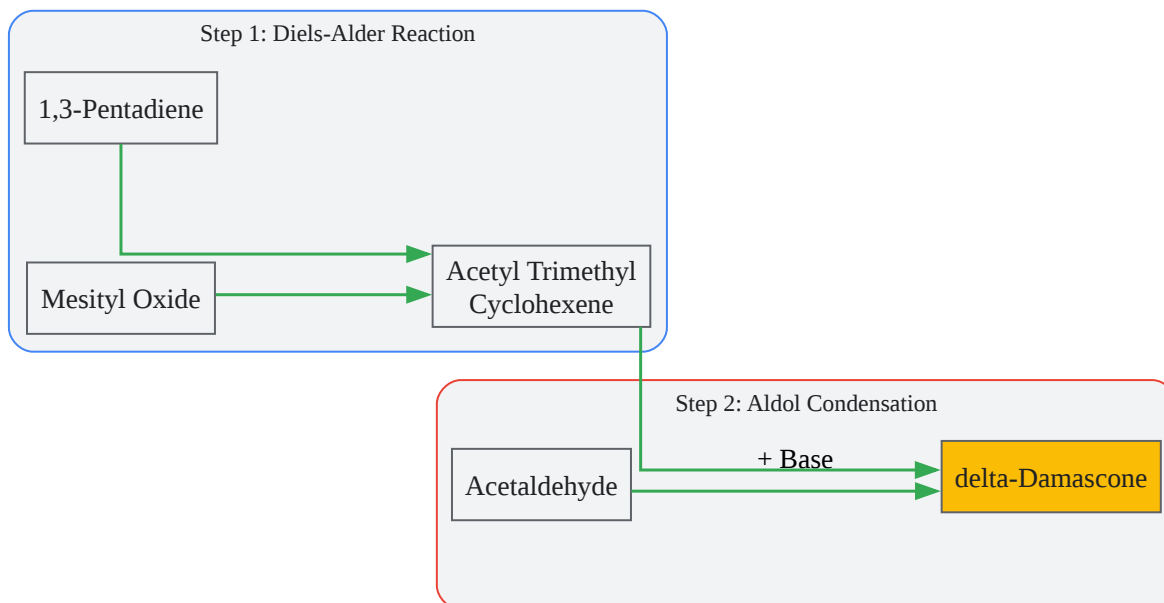 Step 1: Diels-Alder Reaction
1,3-Pentadiene
Mesityl Oxide
Acetyl Trimethyl
Cyclohexene
Step 2: Aldol Condensation
+ Base
Acetaldehyde
delta-Damascone